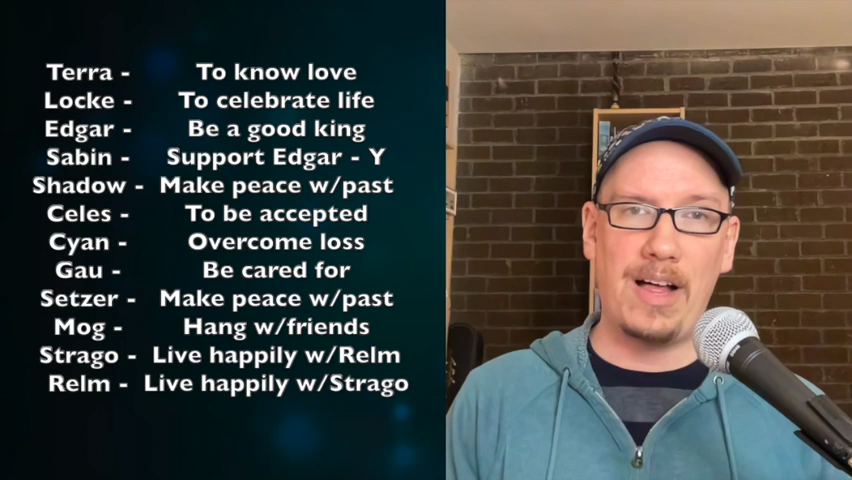 Terra - To know love
Locke - To celebrate life
Edgar - Be a good king
Sabin - Support Edgar - Y
Shadow - Make peace w/past
Celes - To be accepted
Cyan - Overcome loss
Gau - Be cared for
Setzer - Make peace w/past
Mog - Hang w/friends
Strago - Live happily w/Relm
Relm - Live happily w/Strago